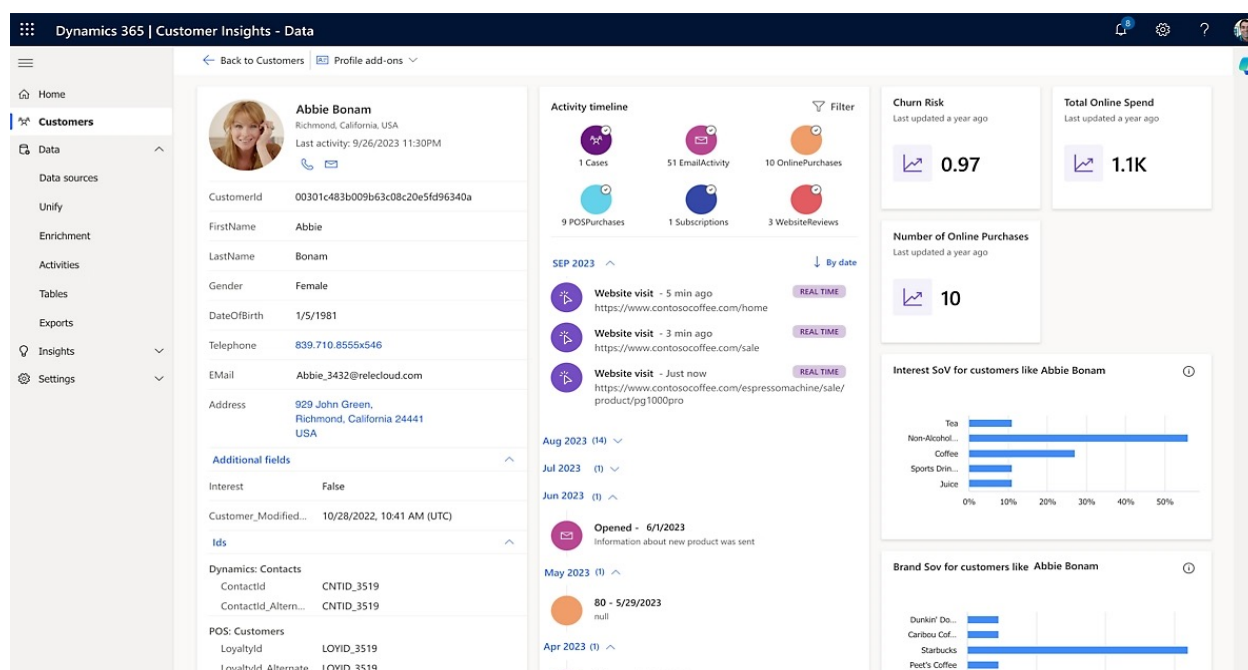 Dynamics 365 | Customer Insights - Data
8
?
Back to Customers
Profile add-ons
Home
Customers
Data
Data sources
Unify
Enrichment
Activities
Tables
Exports
Insights
Settings
Abbie Bonam
Richmond, California, USA
Last activity: 9/26/2023 11:30PM
CustomerId 00301c483b009b63c08c20e5fd96340a
FirstName Abbie
LastName Bonam
Gender Female
DateOfBirth 1/5/1981
Telephone 839.710.8555x546
EMail Abbie_3432@relecloud.com
Address 929 John Green,
Richmond, California 24441
USA
Additional fields
Interest False
Customer_Modified... 10/28/2022, 10:41 AM (UTC)
Ids
Dynamics: Contacts
ContactId CNTID_3519
ContactId_Altern... CNTID_3519
POS: Customers
LoyaltyId LOYID_3519
LoyaltyId_Alternate LOYID_3519
Activity timeline
Filter
1 Cases
51 EmailActivity
10 OnlinePurchases
9 POSPurchases
1 Subscriptions
3 WebsiteReviews
SEP 2023
By date
Website visit - 5 min ago REAL TIME
https://www.contosocoffee.com/home
Website visit - 3 min ago REAL TIME
https://www.contosocoffee.com/sale
Website visit - Just now REAL TIME
https://www.contosocoffee.com/espressomachine/sale/
product/pg1000pro
Aug 2023 (14)
Jul 2023 (1)
Jun 2023 (1)
Opened - 6/1/2023
Information about new product was sent
May 2023 (1)
80 - 5/29/2023
null
Apr 2023 (1)
Churn Risk
Last updated a year ago
0.97
Total Online Spend
Last updated a year ago
1.1K
Number of Online Purchases
Last updated a year ago
10
Interest SoV for customers like Abbie Bonam
Tea
Non-Alcohol...
Coffee
Sports Drin...
Juice
0% 10% 20% 30% 40% 50%
Brand Sov for customers like Abbie Bonam
Dunkin' Do...
Caribou Cof...
Starbucks
Peet's Coffee